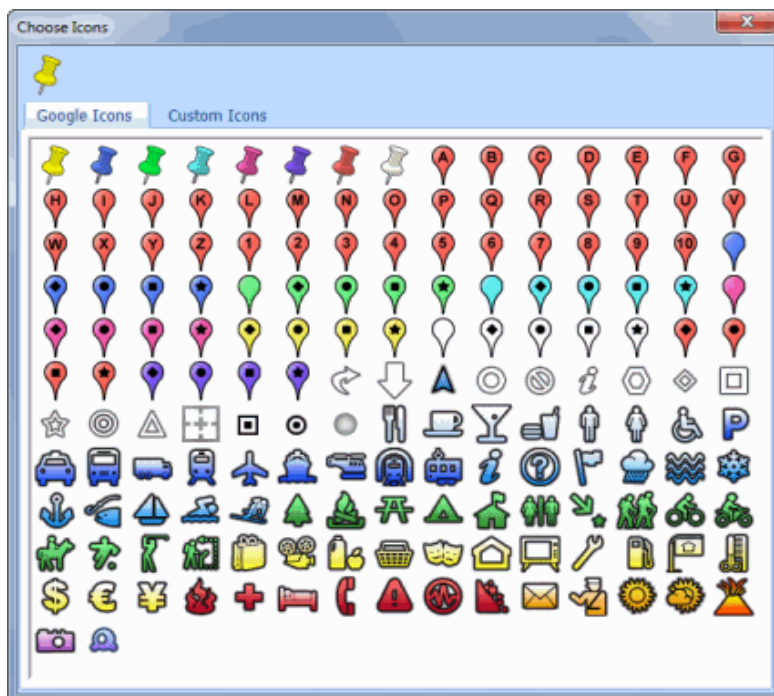 Choose Icons
Google Icons Custom Icons
A B C D E F G
H I J K L M N O P Q R S T U V
W X Y Z 1 2 3 4 5 6 7 8 9 10
i
P
i ?
$ € ¥ !